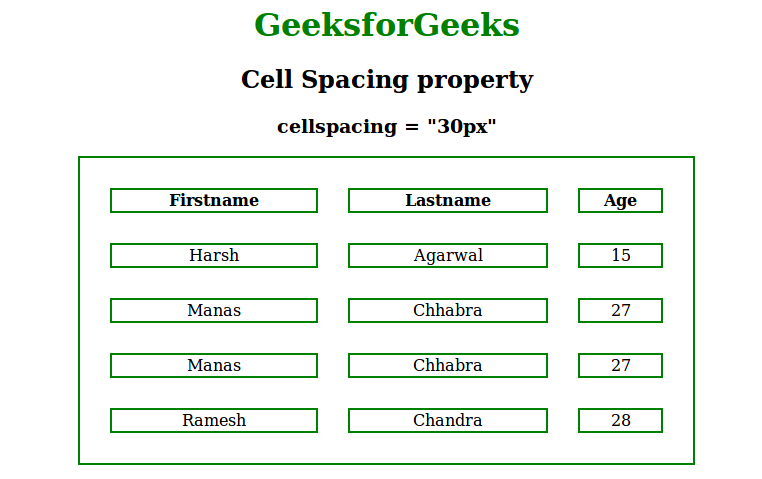 GeeksforGeeks
Cell Spacing property
cellspacing = "30px"
Firstname Lastname Age
Harsh Agarwal 15
Manas Chhabra 27
Manas Chhabra 27
Ramesh Chandra 28